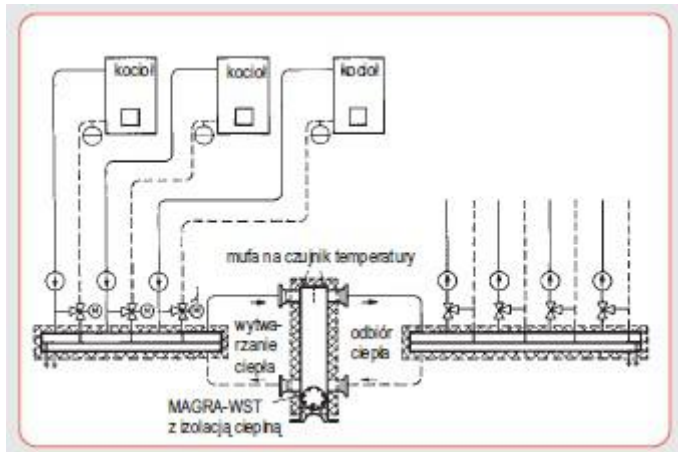 kocioł
kocioł
kocioł
mufa na czujnik temperatury
wytwa-
rzanie
ciepła
odbiór
ciepła
M
M
M
MAGRA-WST
z izolacją cieplną